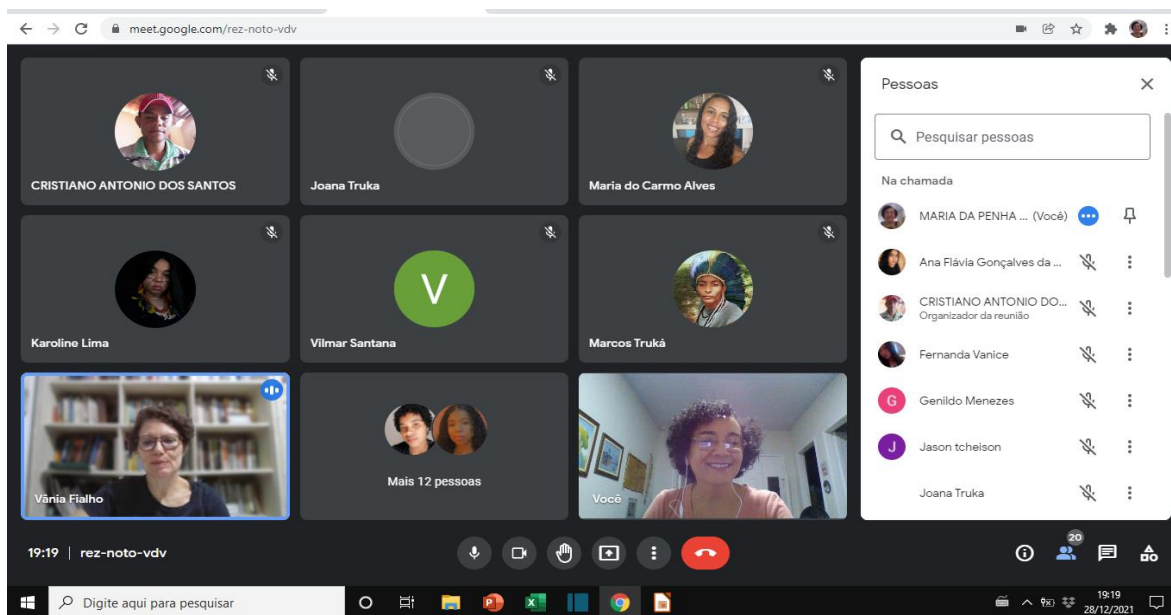 meet.google.com/rez-noto-vdv
CRISTIANO ANTONIO DOS SANTOS
Joana Truka
Maria do Carmo Alves
Karoline Lima
V
Vilmar Santana
Marcos Truká
Vânia Fialho
Mais 12 pessoas
Você
Pessoas
Pesquisar pessoas
Na chamada
MARIA DA PENHA ... (Você)
Ana Flávia Gonçalves da ...
CRISTIANO ANTONIO DO...
Organizador da reunião
Fernanda Vanice
G
Genildo Menezes
J
Jason tcheison
Joana Truka
19:19 | rez-noto-vdv
20
Digite aqui para pesquisar
19:19
28/12/2021